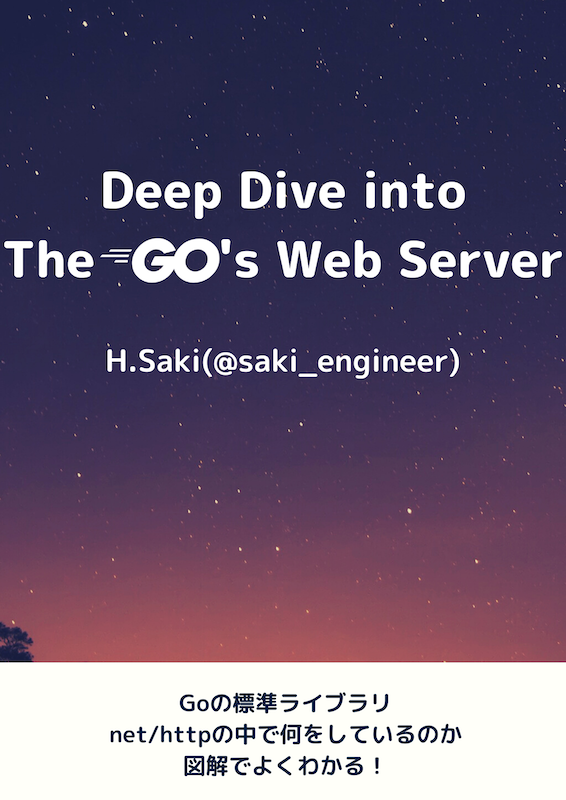 Deep Dive into
The GO's Web Server
H.Saki(@saki_engineer)
Goの標準ライブラリ
net/httpの中で何をしているのか
図解でよくわかる！